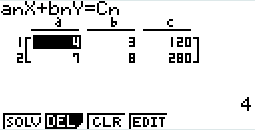 anX+bnY=Cn
a b c
1[ 4 3 120]
2[ 7 8 280]
4
SOLV DEL CLR EDIT